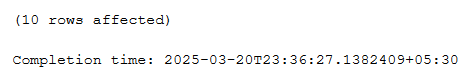 (10 rows affected)
Completion time: 2025-03-20T23:36:27.1382409+05:30